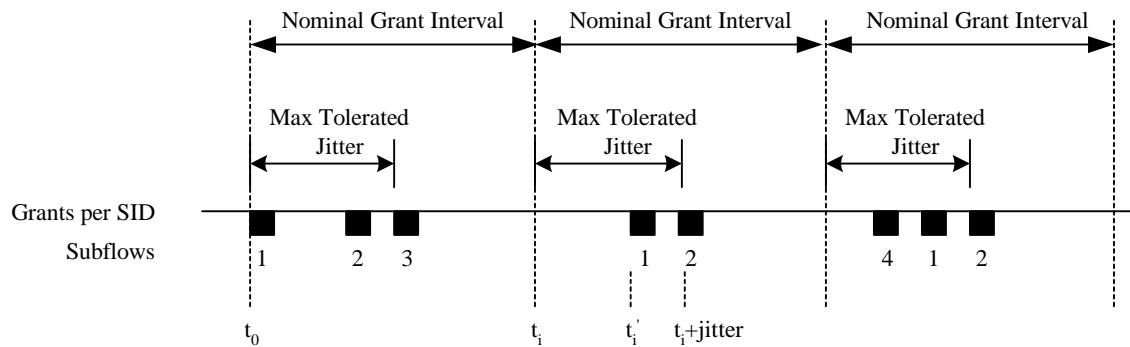 Nominal Grant Interval
Nominal Grant Interval
Nominal Grant Interval
Max Tolerated
Jitter
Max Tolerated
Jitter
Max Tolerated
Jitter
Grants per SID
Subflows
1
2
3
1
2
4
1
2
t0
ti
ti'
ti+jitter